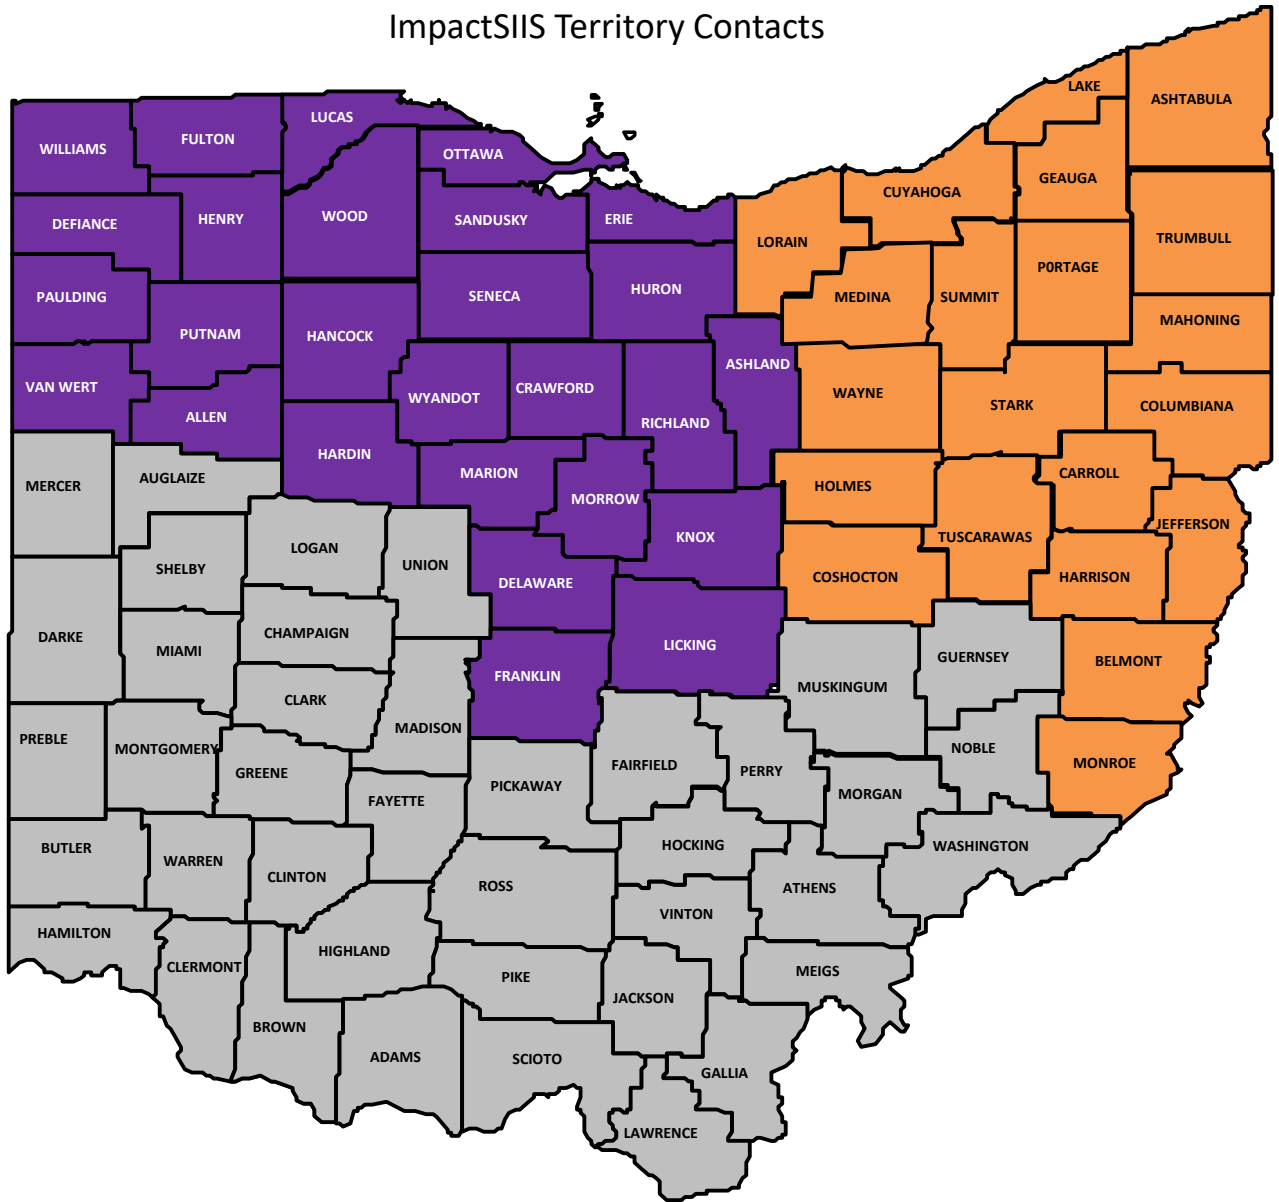 ImpactSIIS Territory Contacts
LAKE
ASHTABULA
LUCAS
FULTON
WILLIAMS
OTTAWA
GEAUGA
CUYAHOGA
DEFIANCE
HENRY
WOOD
SANDUSKY
ERIE
LORAIN
TRUMBULL
P0RTAGE
PAULDING
SENECA
HURON
MEDINA
SUMMIT
MAHONING
PUTNAM
HANCOCK
ASHLAND
VAN WERT
WYANDOT
CRAWFORD
WAYNE
STARK
COLUMBIANA
ALLEN
RICHLAND
HARDIN
MARION
MERCER
AUGLAIZE
MORROW
HOLMES
CARROLL
JEFFERSON
KNOX
TUSCARAWAS
LOGAN
UNION
SHELBY
DELAWARE
COSHOCTON
HARRISON
DARKE
CHAMPAIGN
MIAMI
LICKING
GUERNSEY
BELMONT
FRANKLIN
MUSKINGUM
CLARK
MADISON
PREBLE
MONTGOMERY
NOBLE
GREENE
FAIRFIELD
PERRY
MONROE
PICKAWAY
FAYETTE
MORGAN
BUTLER
WARREN
HOCKING
WASHINGTON
CLINTON
ROSS
ATHENS
VINTON
HAMILTON
HIGHLAND
CLERMONT
PIKE
MEIGS
JACKSON
BROWN
ADAMS
SCIOTO
GALLIA
LAWRENCE